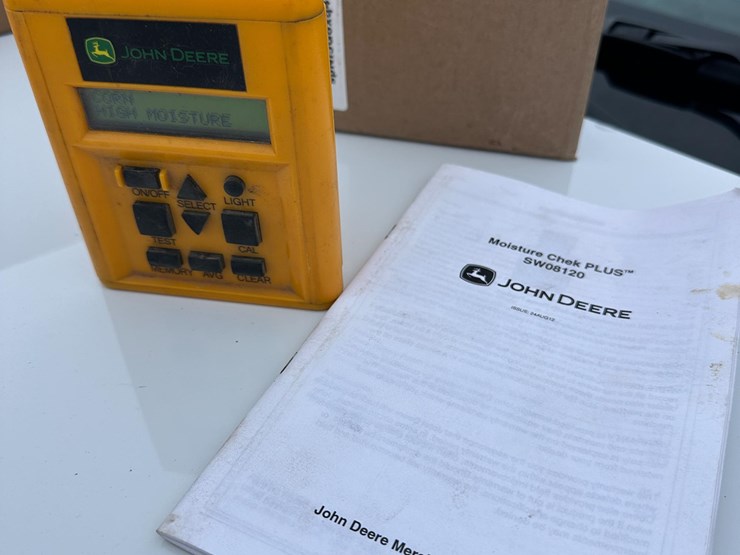 JOHN DEERE
CORN
HIGH MOISTURE
ON/OFF
SELECT
LIGHT
TEST
CAL
MEMORY
AVG
CLEAR
Moisture Chek PLUS™
SW08120
JOHN DEERE
John Deere